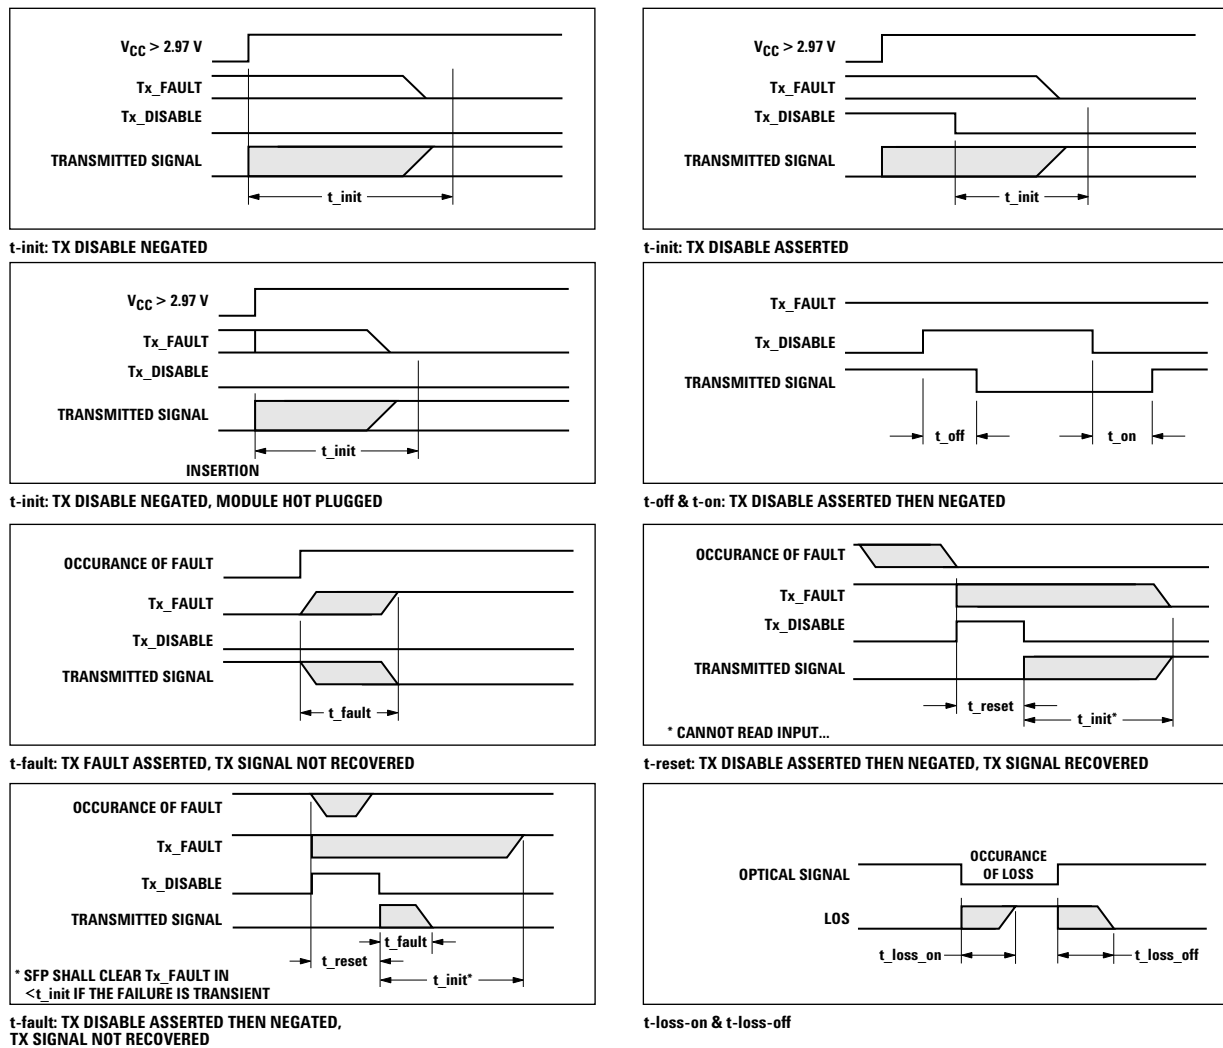 VCC > 2.97 V
Tx_FAULT
Tx_DISABLE
TRANSMITTED SIGNAL
t_init
t-init: TX DISABLE NEGATED
VCC > 2.97 V
Tx_FAULT
Tx_DISABLE
TRANSMITTED SIGNAL
t_init
t-init: TX DISABLE ASSERTED
VCC > 2.97 V
Tx_FAULT
Tx_DISABLE
TRANSMITTED SIGNAL
t_init
INSERTION
t-init: TX DISABLE NEGATED, MODULE HOT PLUGGED
Tx_FAULT
Tx_DISABLE
TRANSMITTED SIGNAL
t_off
t_on
t-off & t-on: TX DISABLE ASSERTED THEN NEGATED
OCCURANCE OF FAULT
Tx_FAULT
Tx_DISABLE
TRANSMITTED SIGNAL
t_fault
t-fault: TX FAULT ASSERTED, TX SIGNAL NOT RECOVERED
OCCURANCE OF FAULT
Tx_FAULT
Tx_DISABLE
TRANSMITTED SIGNAL
t_reset
t_init*
* CANNOT READ INPUT...
t-reset: TX DISABLE ASSERTED THEN NEGATED, TX SIGNAL RECOVERED
OCCURANCE OF FAULT
Tx_FAULT
Tx_DISABLE
TRANSMITTED SIGNAL
t_fault
t_reset
t_init*
* SFP SHALL CLEAR Tx_FAULT IN
<t_init IF THE FAILURE IS TRANSIENT
t-fault: TX DISABLE ASSERTED THEN NEGATED,
TX SIGNAL NOT RECOVERED
OCCURANCE
OF LOSS
OPTICAL SIGNAL
LOS
t_loss_on
t_loss_off
t-loss-on & t-loss-off